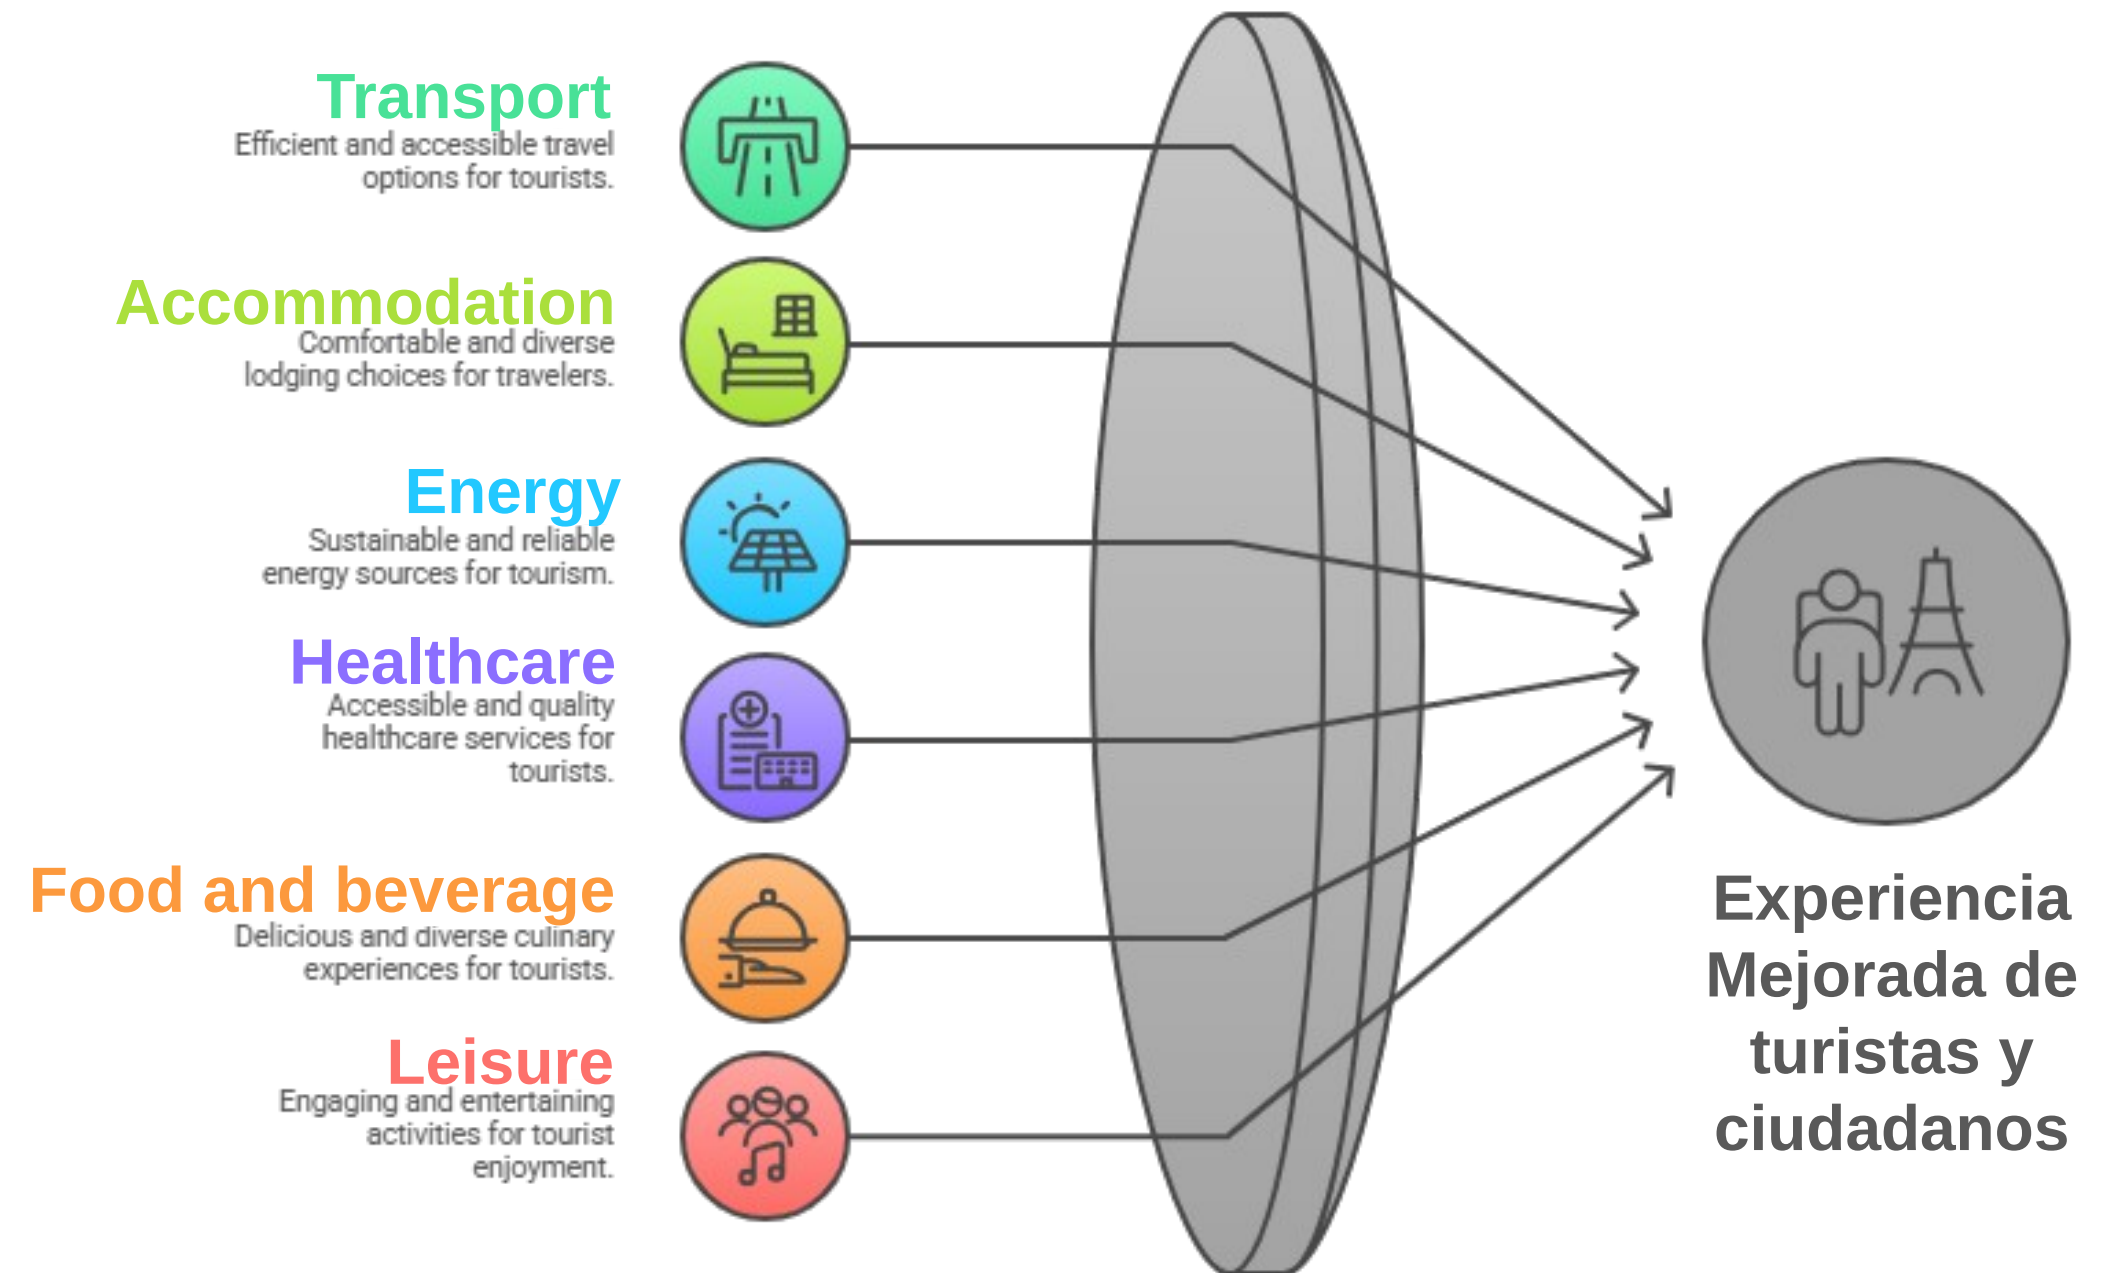 Transport
Efficient and accessible travel
options for tourists.
Accommodation
Comfortable and diverse
lodging choices for travelers.
Energy
Sustainable and reliable
energy sources for tourism.
Healthcare
Accessible and quality
healthcare services for
tourists.
Food and beverage
Delicious and diverse culinary
experiences for tourists.
Leisure
Engaging and entertaining
activities for tourist
enjoyment.
Experiencia
Mejorada de
turistas y
ciudadanos